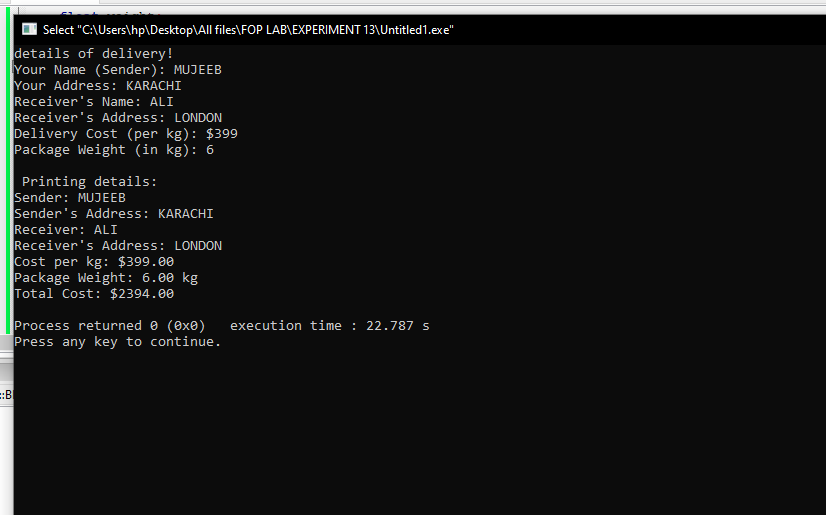 Select "C:\Users\hp\Desktop\All files\FOP LAB\EXPERIMENT 13\Untitled1.exe"
details of delivery!
Your Name (Sender): MUJEEB
Your Address: KARACHI
Receiver's Name: ALI
Receiver's Address: LONDON
Delivery Cost (per kg): $399
Package Weight (in kg): 6
Printing details:
Sender: MUJEEB
Sender's Address: KARACHI
Receiver: ALI
Receiver's Address: LONDON
Cost per kg: $399.00
Package Weight: 6.00 kg
Total Cost: $2394.00
Process returned 0 (0x0)   execution time : 22.787 s
Press any key to continue.